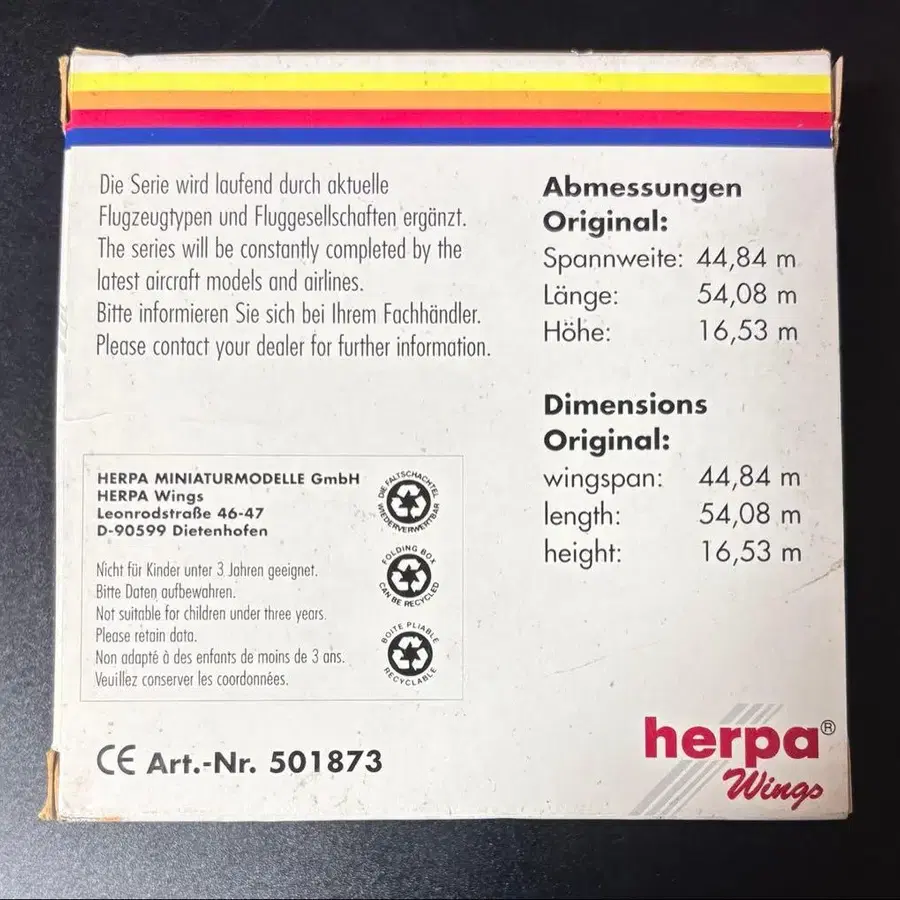 Die Serie wird laufend durch aktuelle
Flugzeugtypen und Fluggesellschaften ergänzt.
The series will be constantly completed by the
latest aircraft models and airlines.
Bitte informieren Sie sich bei Ihrem Fachhändler.
Please contact your dealer for further information.
Abmessungen
Original:
Spannweite: 44,84 m
Länge: 54,08 m
Höhe: 16,53 m
Dimensions
Original:
wingspan: 44,84 m
length: 54,08 m
height: 16,53 m
HERPA MINIATURMODELLE GmbH
HERPA Wings
Leonrodstraße 46-47
D-90599 Dietenhofen
Nicht für Kinder unter 3 Jahren geeignet.
Bitte Daten aufbewahren.
Not suitable for children under three years.
Please retain data.
Non adapté à des enfants de moins de 3 ans.
Veuillez conserver les coordonnées.
DIE FALTSCHACHTEL
WIEDERVERWERTBAR
FOLDING BOX
CAN BE RECYCLED
BOITE PLIABLE
RECYCLABLE
CE Art.-Nr. 501873
herpa®
Wings